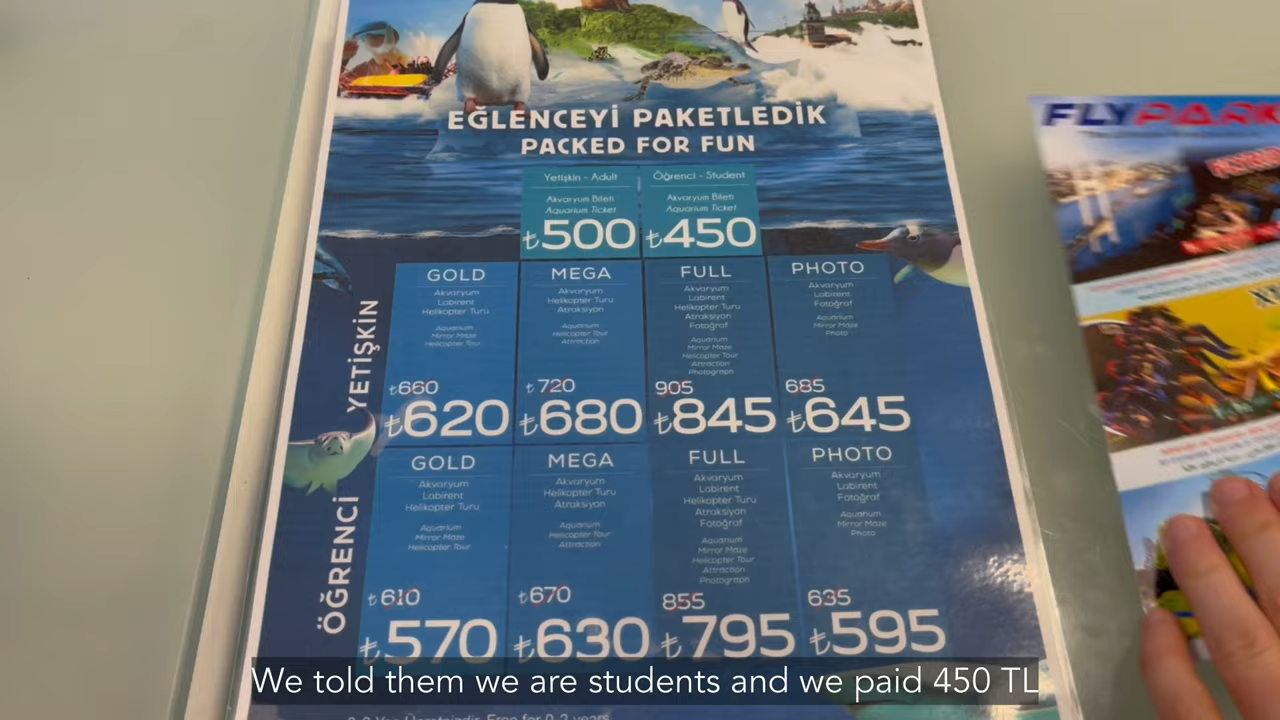 EĞLENCEYİ PAKETLEDİK
PACKED FOR FUN
Yetişkin - Adult
Akvaryum Bileti
Aquarium Ticket
₺500
Öğrenci - Student
Akvaryum Bileti
Aquarium Ticket
₺450
YETİŞKİN
GOLD
Akvaryum
Labirent
Helikopter Turu
Aquarium
Mirror Maze
Helicopter Tour
₺660
₺620
MEGA
Akvaryum
Helikopter Turu
Atraksiyon
Aquarium
Helicopter Tour
Attraction
₺720
₺680
FULL
Akvaryum
Labirent
Helikopter Turu
Atraksiyon
Fotoğraf
Aquarium
Mirror Maze
Helicopter Tour
Attraction
Photograph
905
₺845
PHOTO
Akvaryum
Labirent
Fotoğraf
Aquarium
Mirror Maze
Photo
685
₺645
ÖĞRENCİ
GOLD
Akvaryum
Labirent
Helikopter Turu
Aquarium
Mirror Maze
Helicopter Tour
₺610
₺570
MEGA
Akvaryum
Helikopter Turu
Atraksiyon
Aquarium
Helicopter Tour
Attraction
₺670
₺630
FULL
Akvaryum
Labirent
Helikopter Turu
Atraksiyon
Fotoğraf
Aquarium
Mirror Maze
Helicopter Tour
Attraction
Photograph
855
₺795
PHOTO
Akvaryum
Labirent
Fotoğraf
Aquarium
Mirror Maze
Photo
635
₺595
FLYPARK
We told them we are students and we paid 450 TL